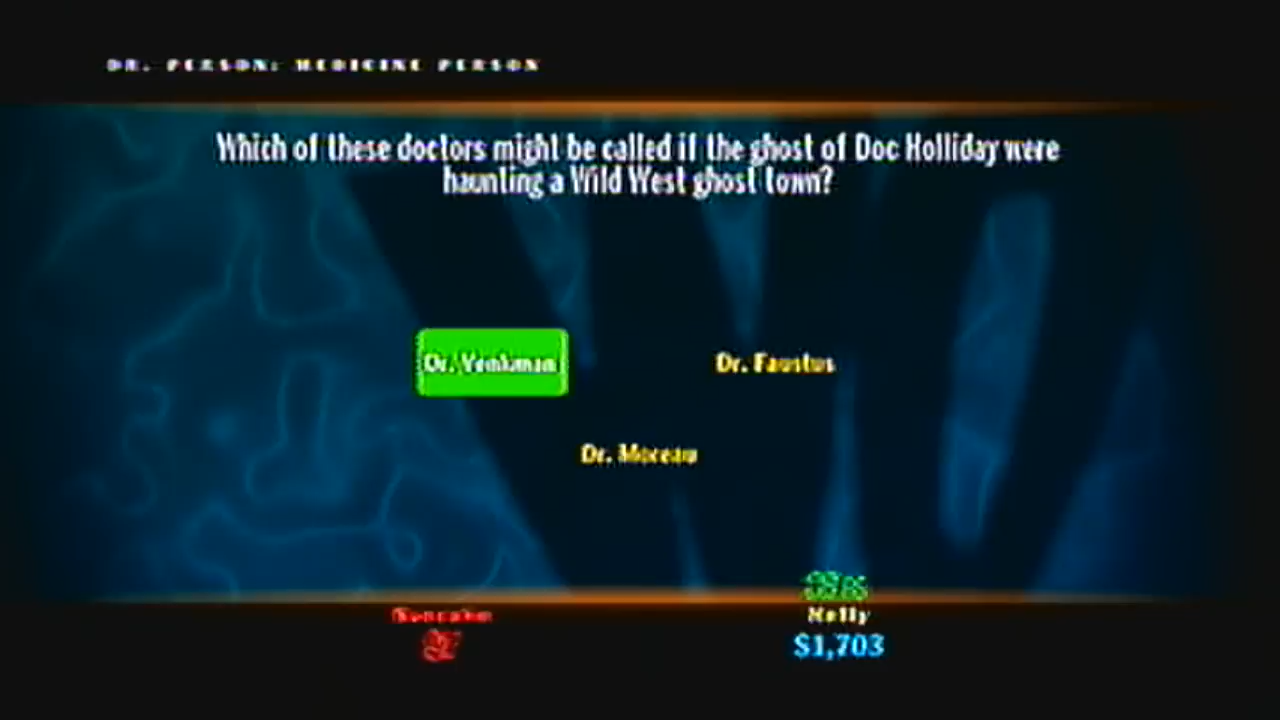 DR. PERSON: MEDICINE PERSON
Which of these doctors might be called if the ghost of Doc Holliday were
haunting a Wild West ghost town?
Dr. Venkman
Dr. Faustus
Dr. Moreau
Kelly
$1,703